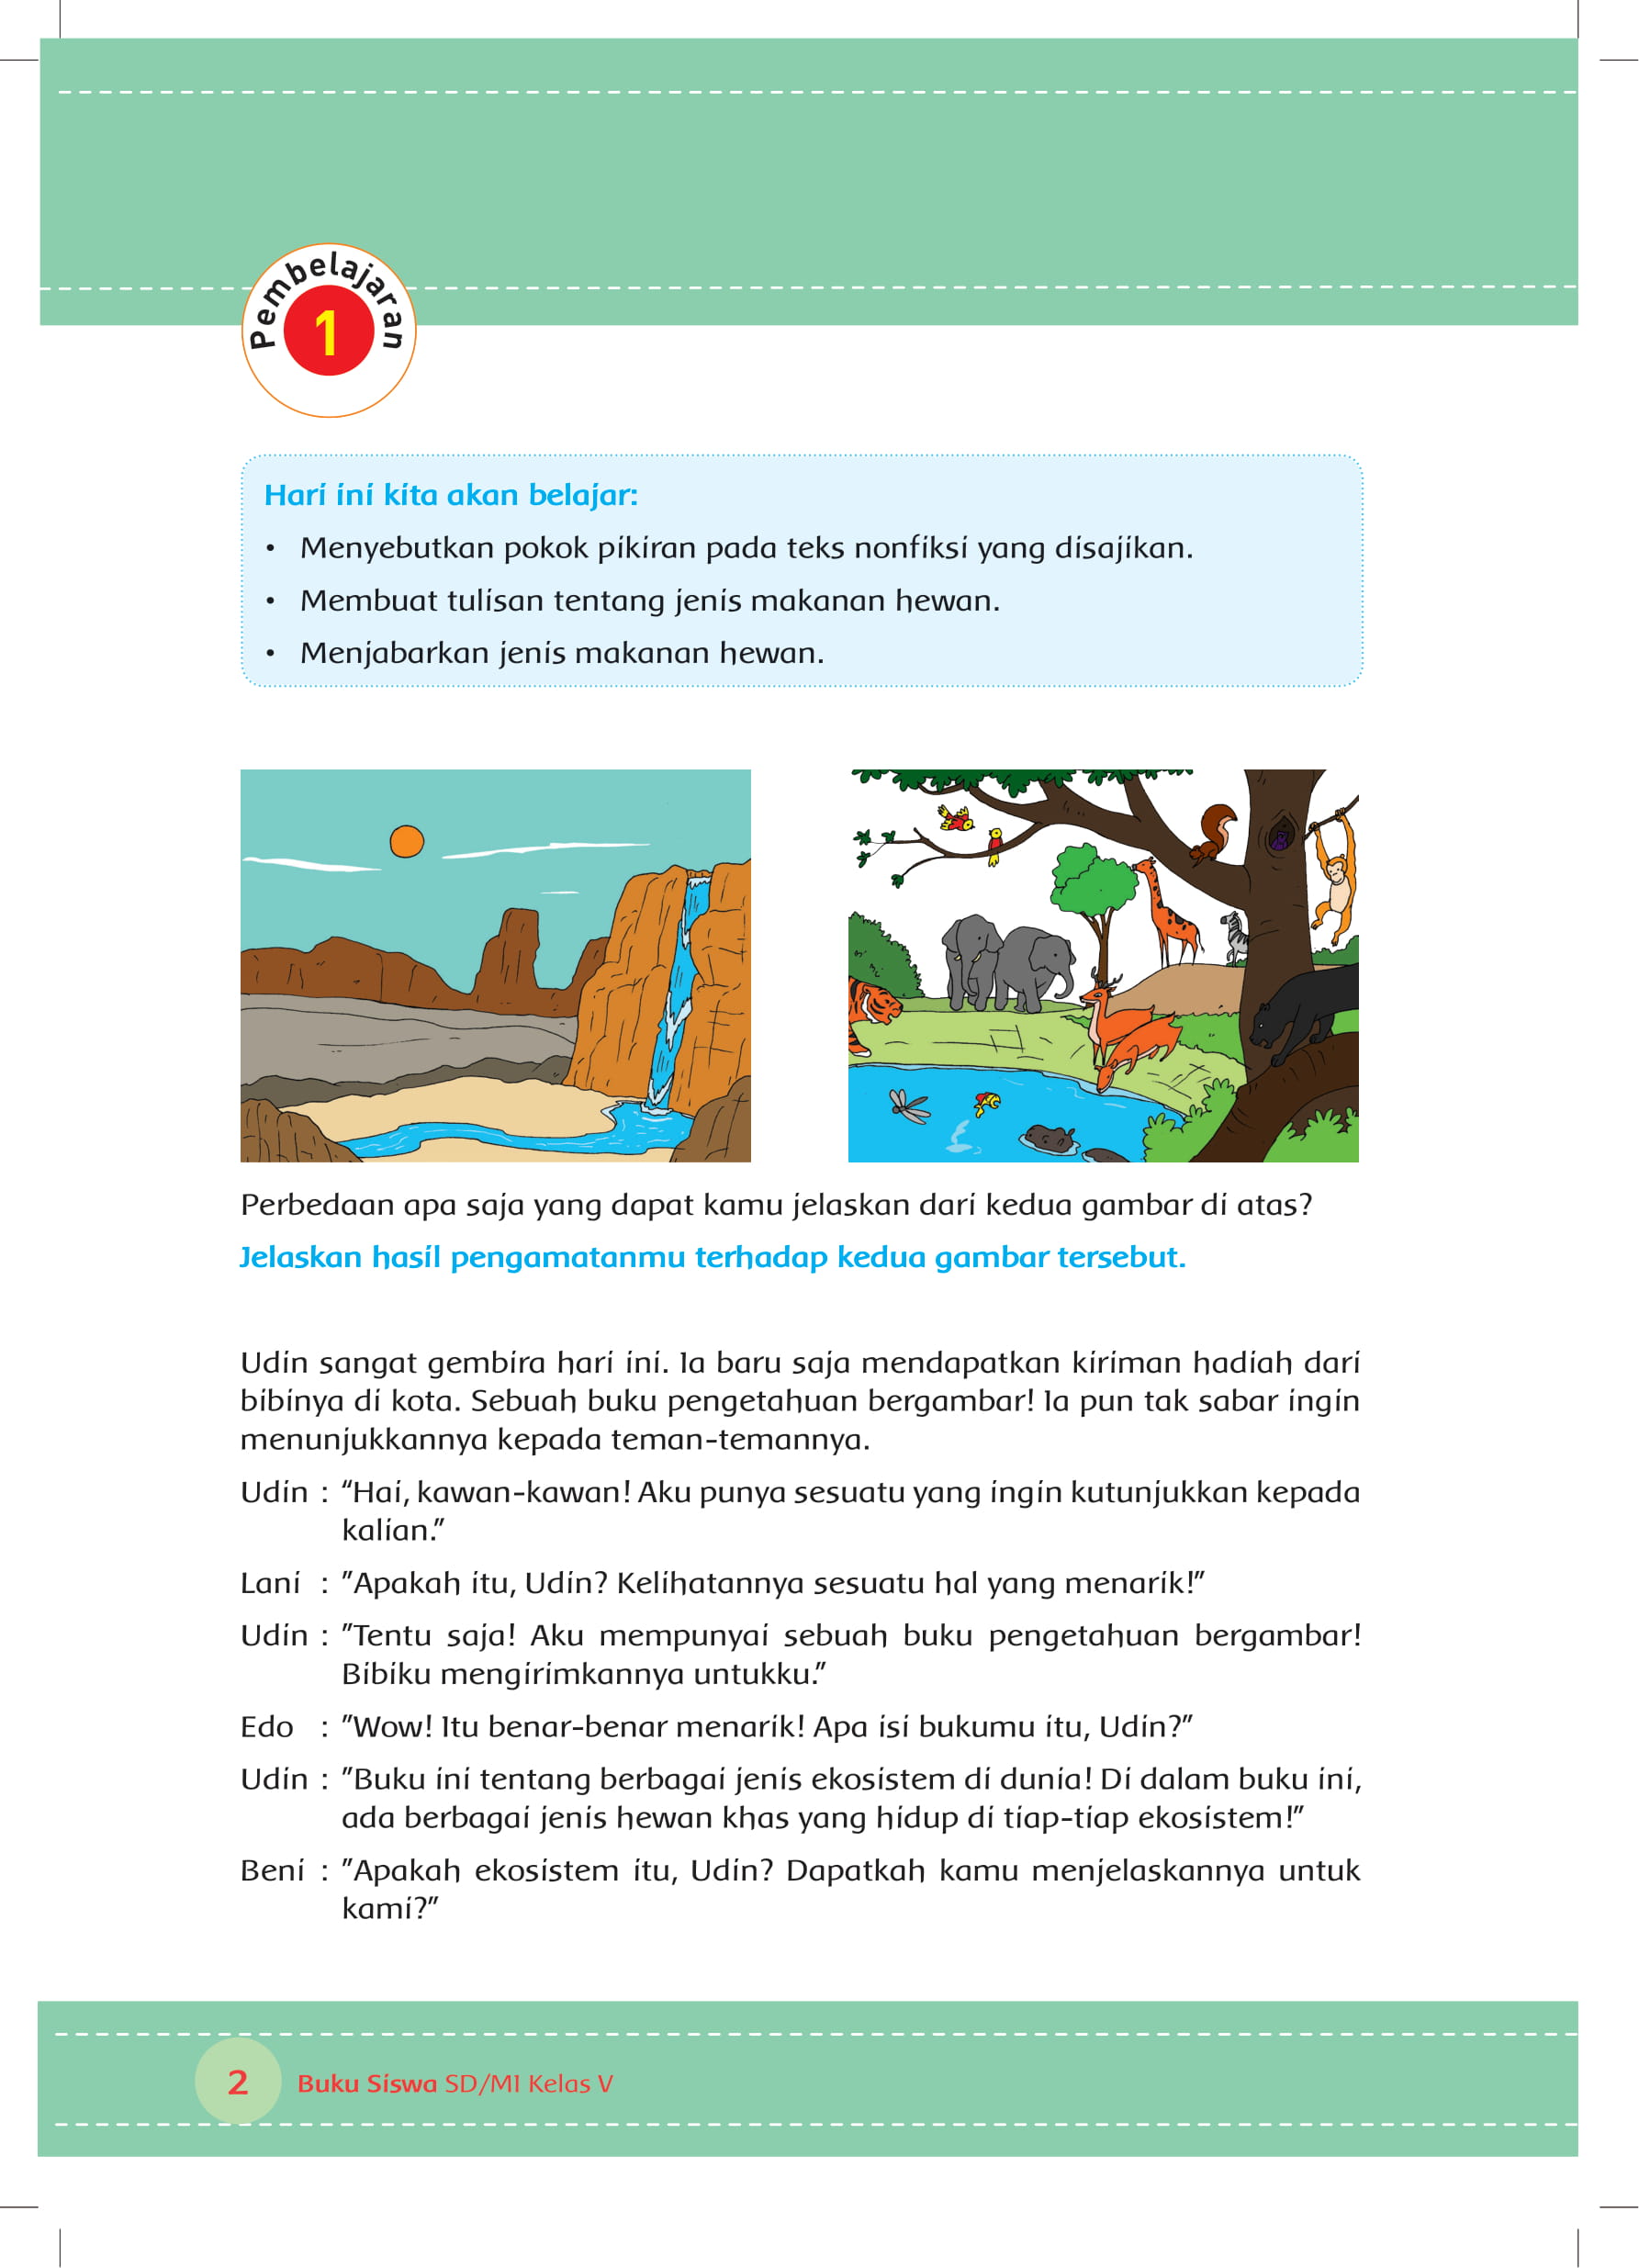 Pembelajaran
1
Hari ini kita akan belajar:
• Menyebutkan pokok pikiran pada teks nonfiksi yang disajikan.
• Membuat tulisan tentang jenis makanan hewan.
• Menjabarkan jenis makanan hewan.
Perbedaan apa saja yang dapat kamu jelaskan dari kedua gambar di atas?
Jelaskan hasil pengamatanmu terhadap kedua gambar tersebut.
Udin sangat gembira hari ini. Ia baru saja mendapatkan kiriman hadiah dari
bibinya di kota. Sebuah buku pengetahuan bergambar! Ia pun tak sabar ingin
menunjukkannya kepada teman-temannya.
Udin : “Hai, kawan-kawan! Aku punya sesuatu yang ingin kutunjukkan kepada
kalian.”
Lani : ”Apakah itu, Udin? Kelihatannya sesuatu hal yang menarik!”
Udin : ”Tentu saja! Aku mempunyai sebuah buku pengetahuan bergambar!
Bibiku mengirimkannya untukku.”
Edo : ”Wow! Itu benar-benar menarik! Apa isi bukumu itu, Udin?”
Udin : ”Buku ini tentang berbagai jenis ekosistem di dunia! Di dalam buku ini,
ada berbagai jenis hewan khas yang hidup di tiap-tiap ekosistem!”
Beni : ”Apakah ekosistem itu, Udin? Dapatkah kamu menjelaskannya untuk
kami?”
2 Buku Siswa SD/MI Kelas V